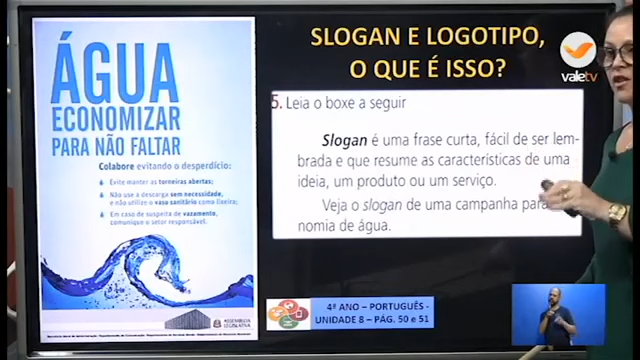 ÁGUA
ECONOMIZAR
PARA NÃO FALTAR
Colabore evitando o desperdício:
Evite manter as torneiras abertas;
Não use a descarga sem necessidade,
e não utilize o vaso sanitário como lixeira;
Em caso de suspeita de vazamento,
comunique o setor responsável.
ASSEMBLEIA
LEGISLATIVA
SLOGAN E LOGOTIPO,
O QUE É ISSO?
5. Leia o boxe a seguir
Slogan é uma frase curta, fácil de ser lem-
brada e que resume as características de uma
ideia, um produto ou um serviço.
Veja o slogan de uma campanha para
nomia de água.
4º ANO – PORTUGUÊS -
UNIDADE 8 – PÁG. 50 e 51
valetv